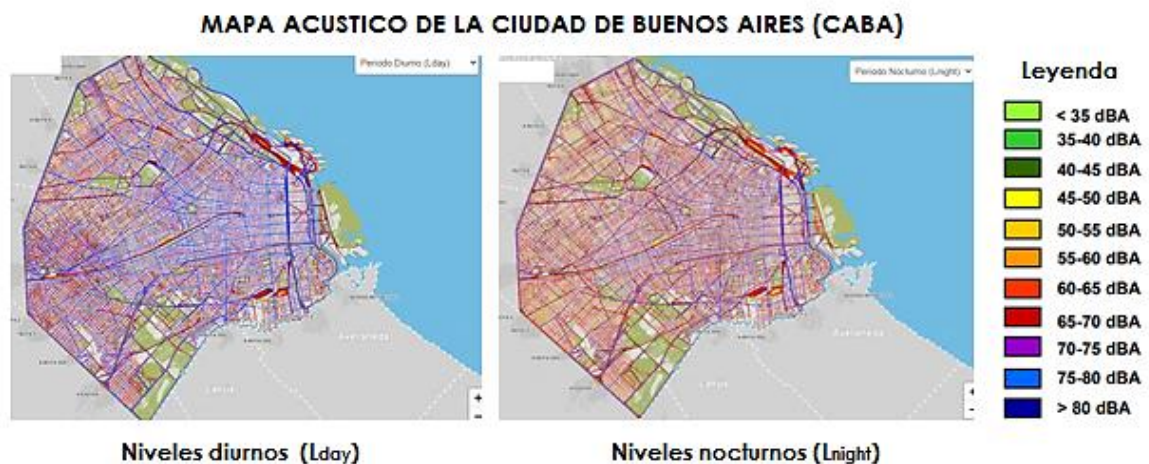 MAPA ACUSTICO DE LA CIUDAD DE BUENOS AIRES (CABA)
Periodo Diurno (Lday)
Periodo Nocturno (Lnight)
Leyenda
< 35 dBA
35-40 dBA
40-45 dBA
45-50 dBA
50-55 dBA
55-60 dBA
60-65 dBA
65-70 dBA
70-75 dBA
75-80 dBA
> 80 dBA
Avellaneda
+
−
+
Niveles diurnos (Lday)
Niveles nocturnos (Lnight)